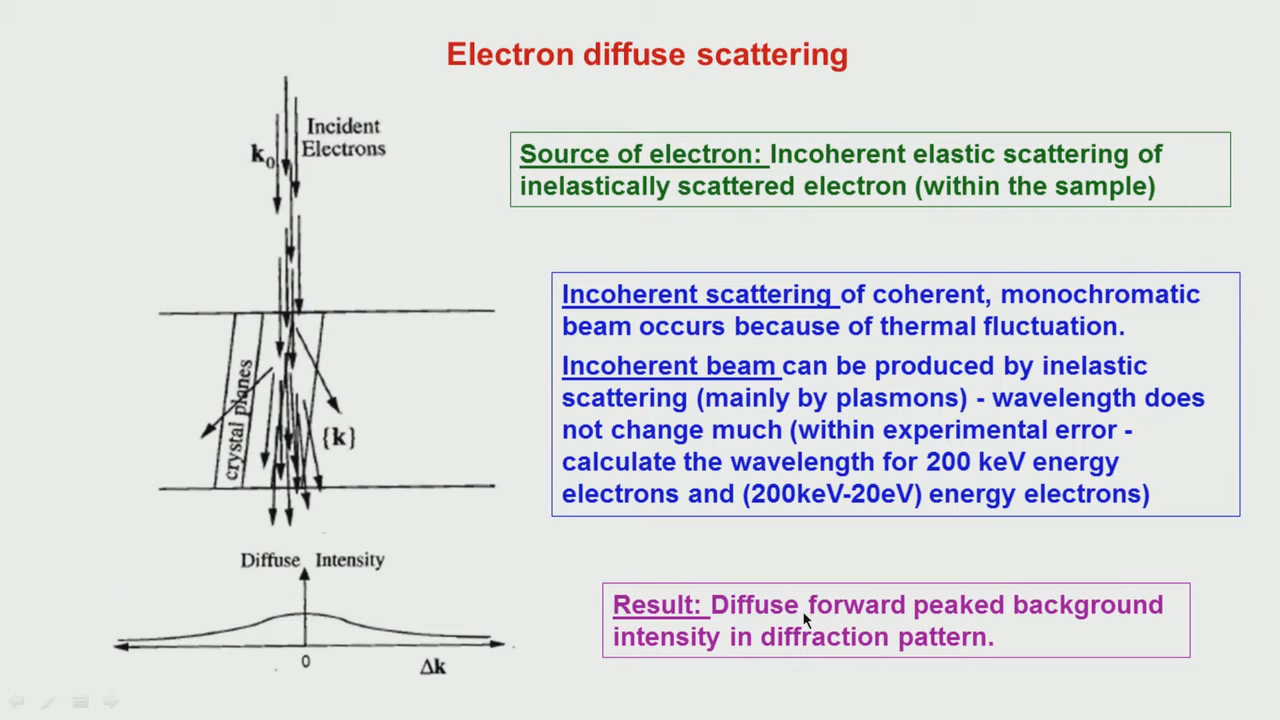 Electron diffuse scattering
Incident
Electrons
k₀
Source of electron: Incoherent elastic scattering of
inelastically scattered electron (within the sample)
Incoherent scattering of coherent, monochromatic
beam occurs because of thermal fluctuation.
Incoherent beam can be produced by inelastic
scattering (mainly by plasmons) - wavelength does
not change much (within experimental error -
calculate the wavelength for 200 keV energy
electrons and (200keV-20eV) energy electrons)
crystal planes
{k}
Diffuse Intensity
0
Δk
Result: Diffuse forward peaked background
intensity in diffraction pattern.